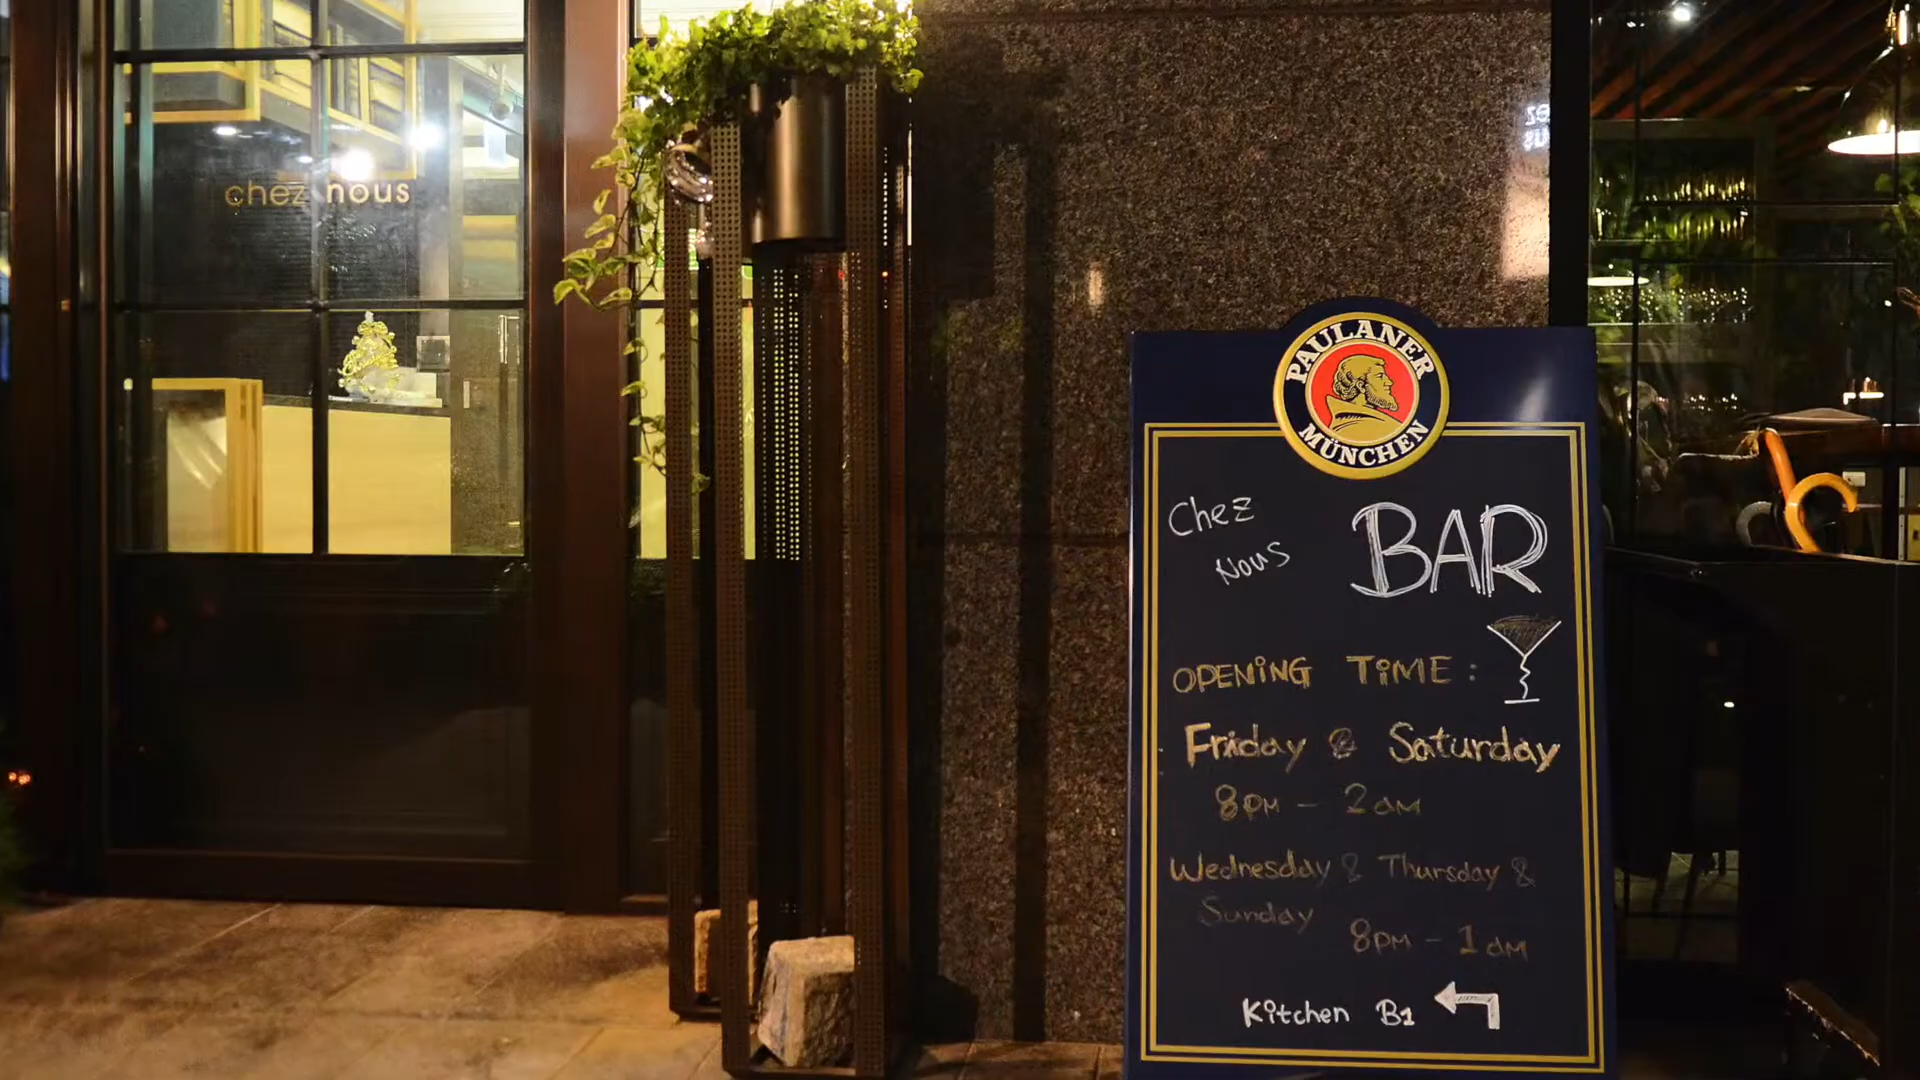 chez nous
PAULANER
MÜNCHEN
Chez
Nous
BAR
OPENING TIME:
Friday & Saturday
8pm - 2am
Wednesday & Thursday &
Sunday
8pm - 1am
Kitchen B1